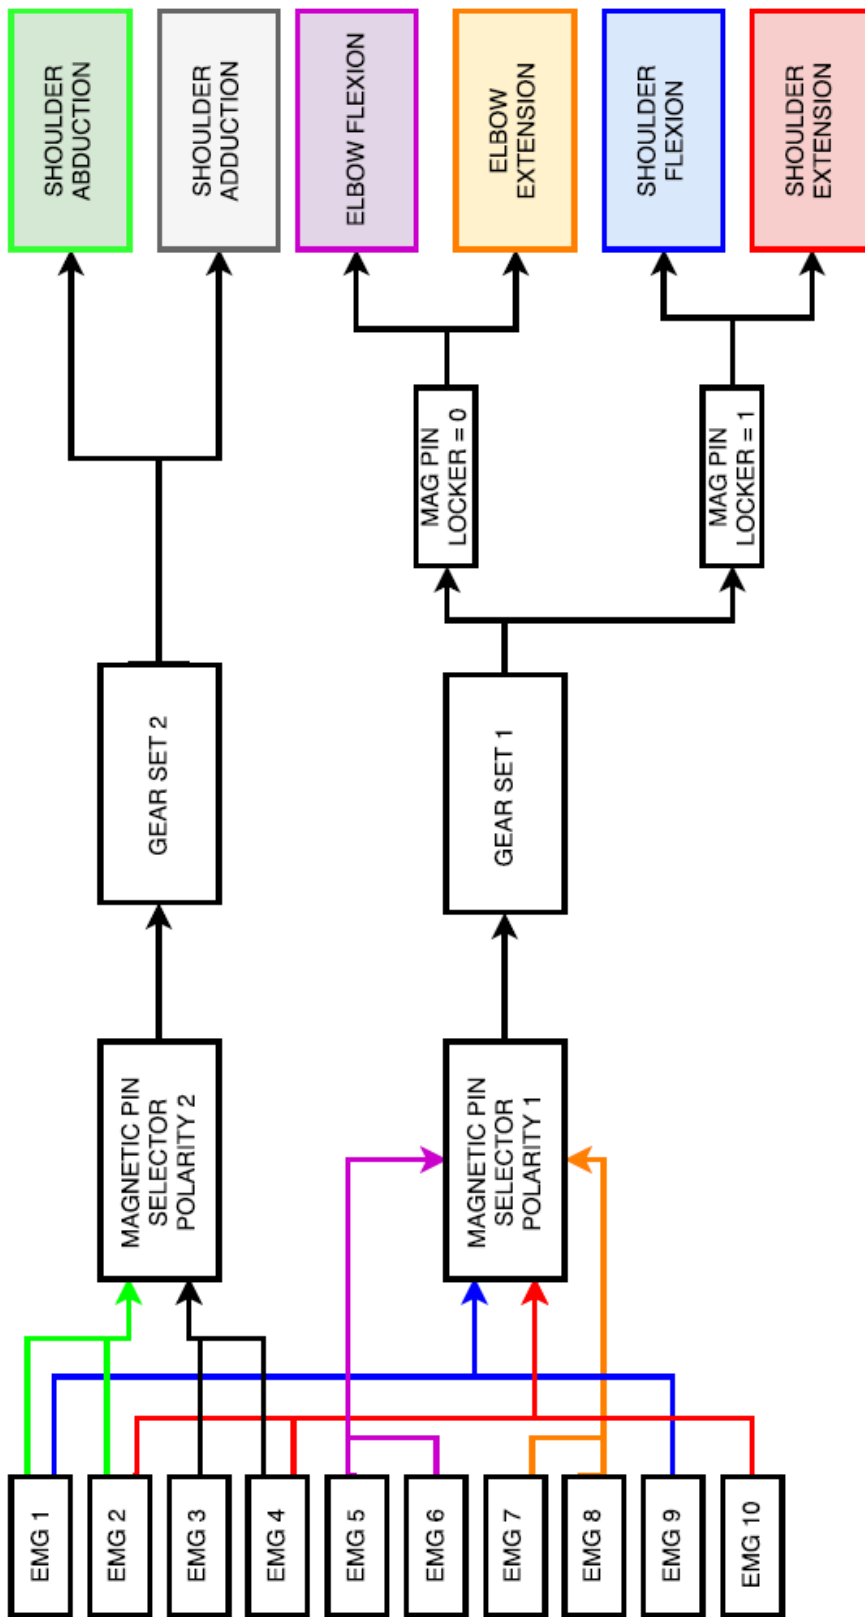 EMG 1
EMG 2
EMG 3
EMG 4
EMG 5
EMG 6
EMG 7
EMG 8
EMG 9
EMG 10
MAGNETIC PIN
SELECTOR
POLARITY 2
MAGNETIC PIN
SELECTOR
POLARITY 1
GEAR SET 2
GEAR SET 1
MAG PIN
LOCKER = 0
MAG PIN
LOCKER = 1
SHOULDER
ABDUCTION
SHOULDER
ADDUCTION
ELBOW FLEXION
ELBOW
EXTENSION
SHOULDER
FLEXION
SHOULDER
EXTENSION